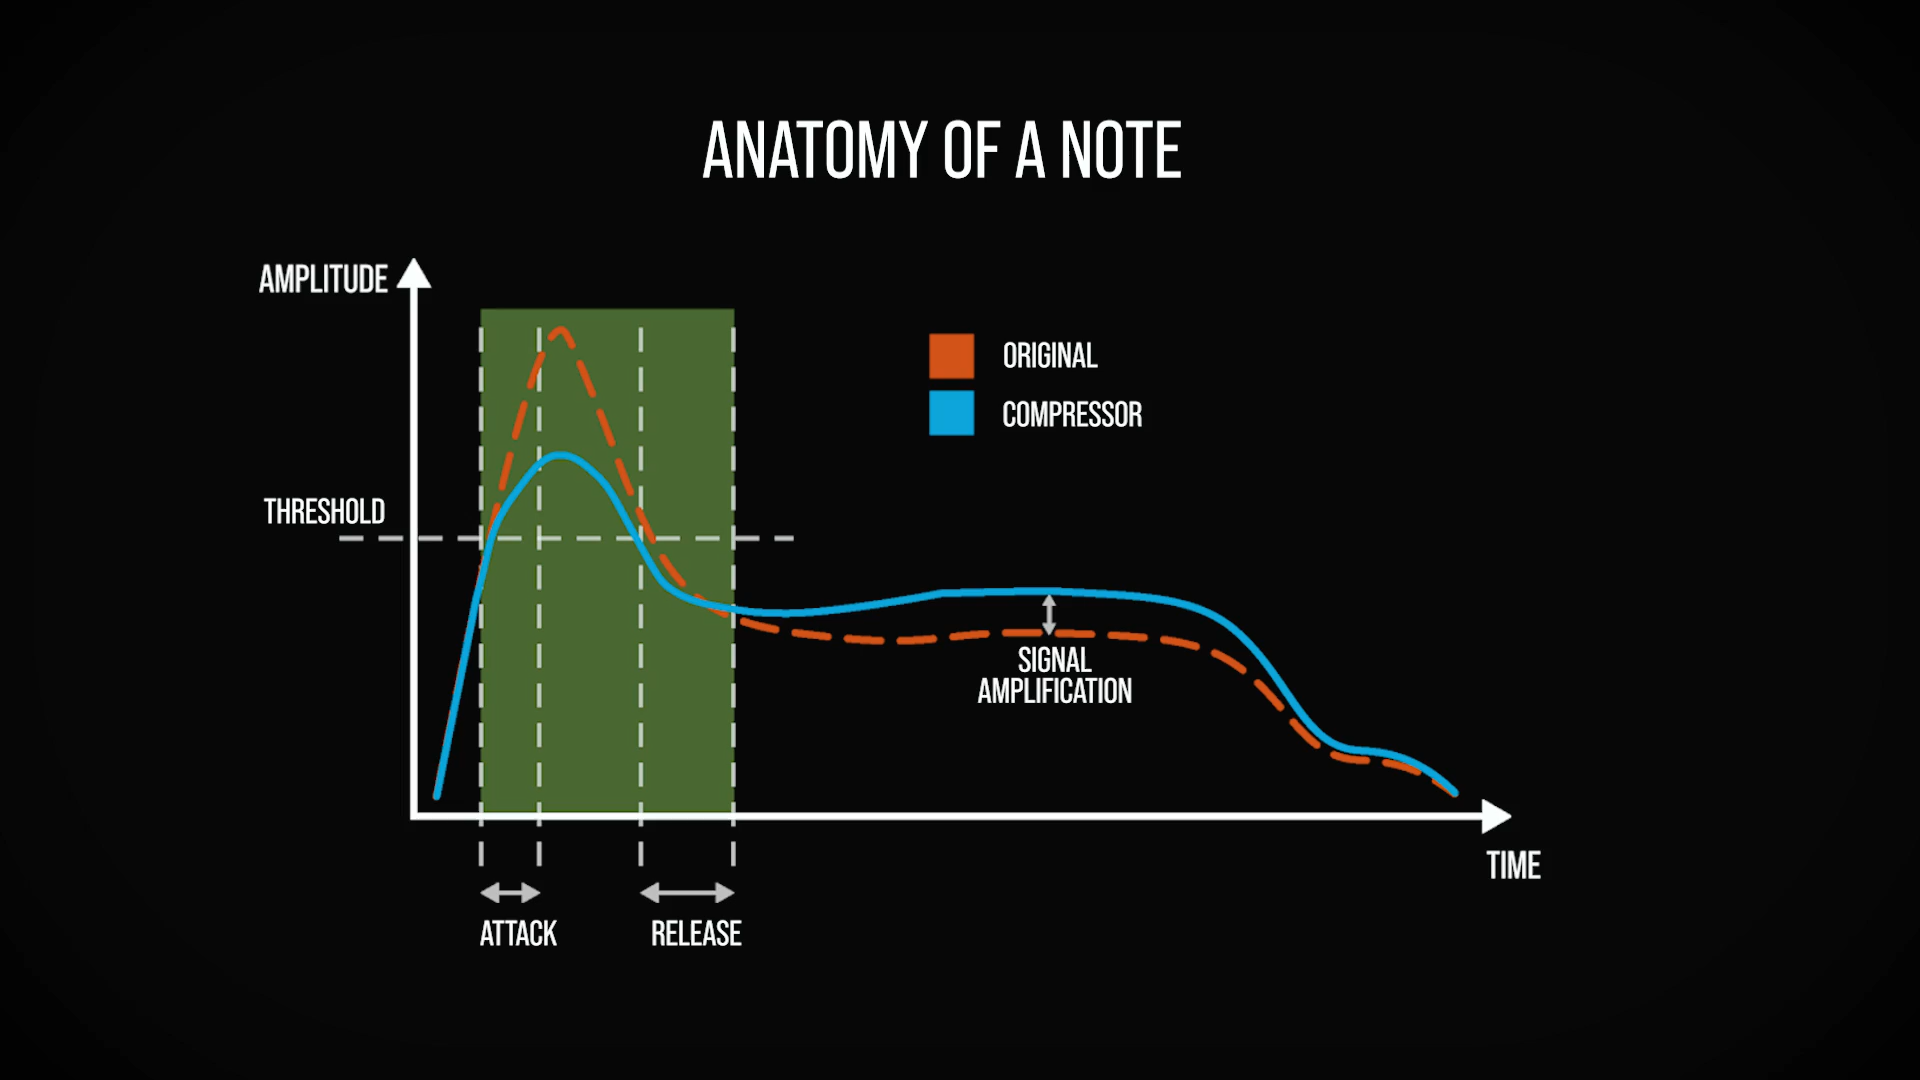 ANATOMY OF A NOTE
AMPLITUDE
ORIGINAL
COMPRESSOR
THRESHOLD
SIGNAL
AMPLIFICATION
TIME
ATTACK
RELEASE